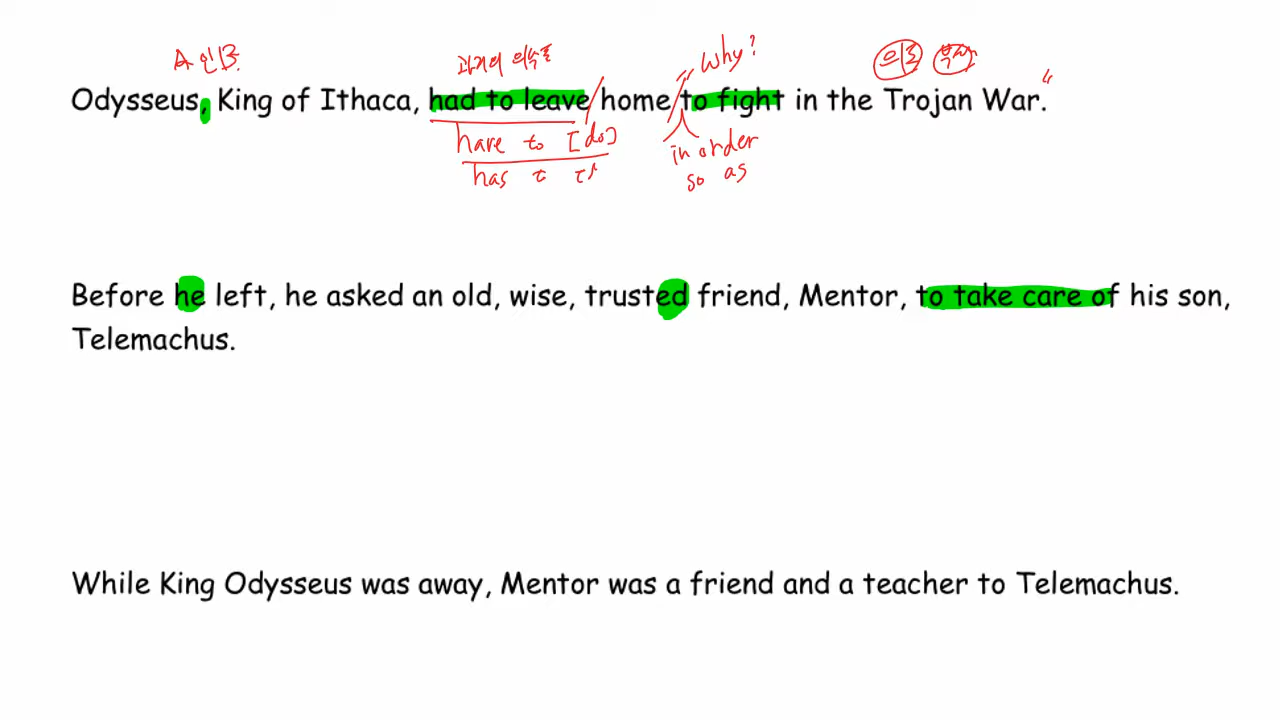 A 인 B
과거의 의속조
Why?
의문 부사
Odysseus, King of Ithaca, had to leave / home / to fight in the Trojan War.
have to [do]
has to
in order
so as
Before he left, he asked an old, wise, trusted friend, Mentor, to take care of his son,
Telemachus.
While King Odysseus was away, Mentor was a friend and a teacher to Telemachus.